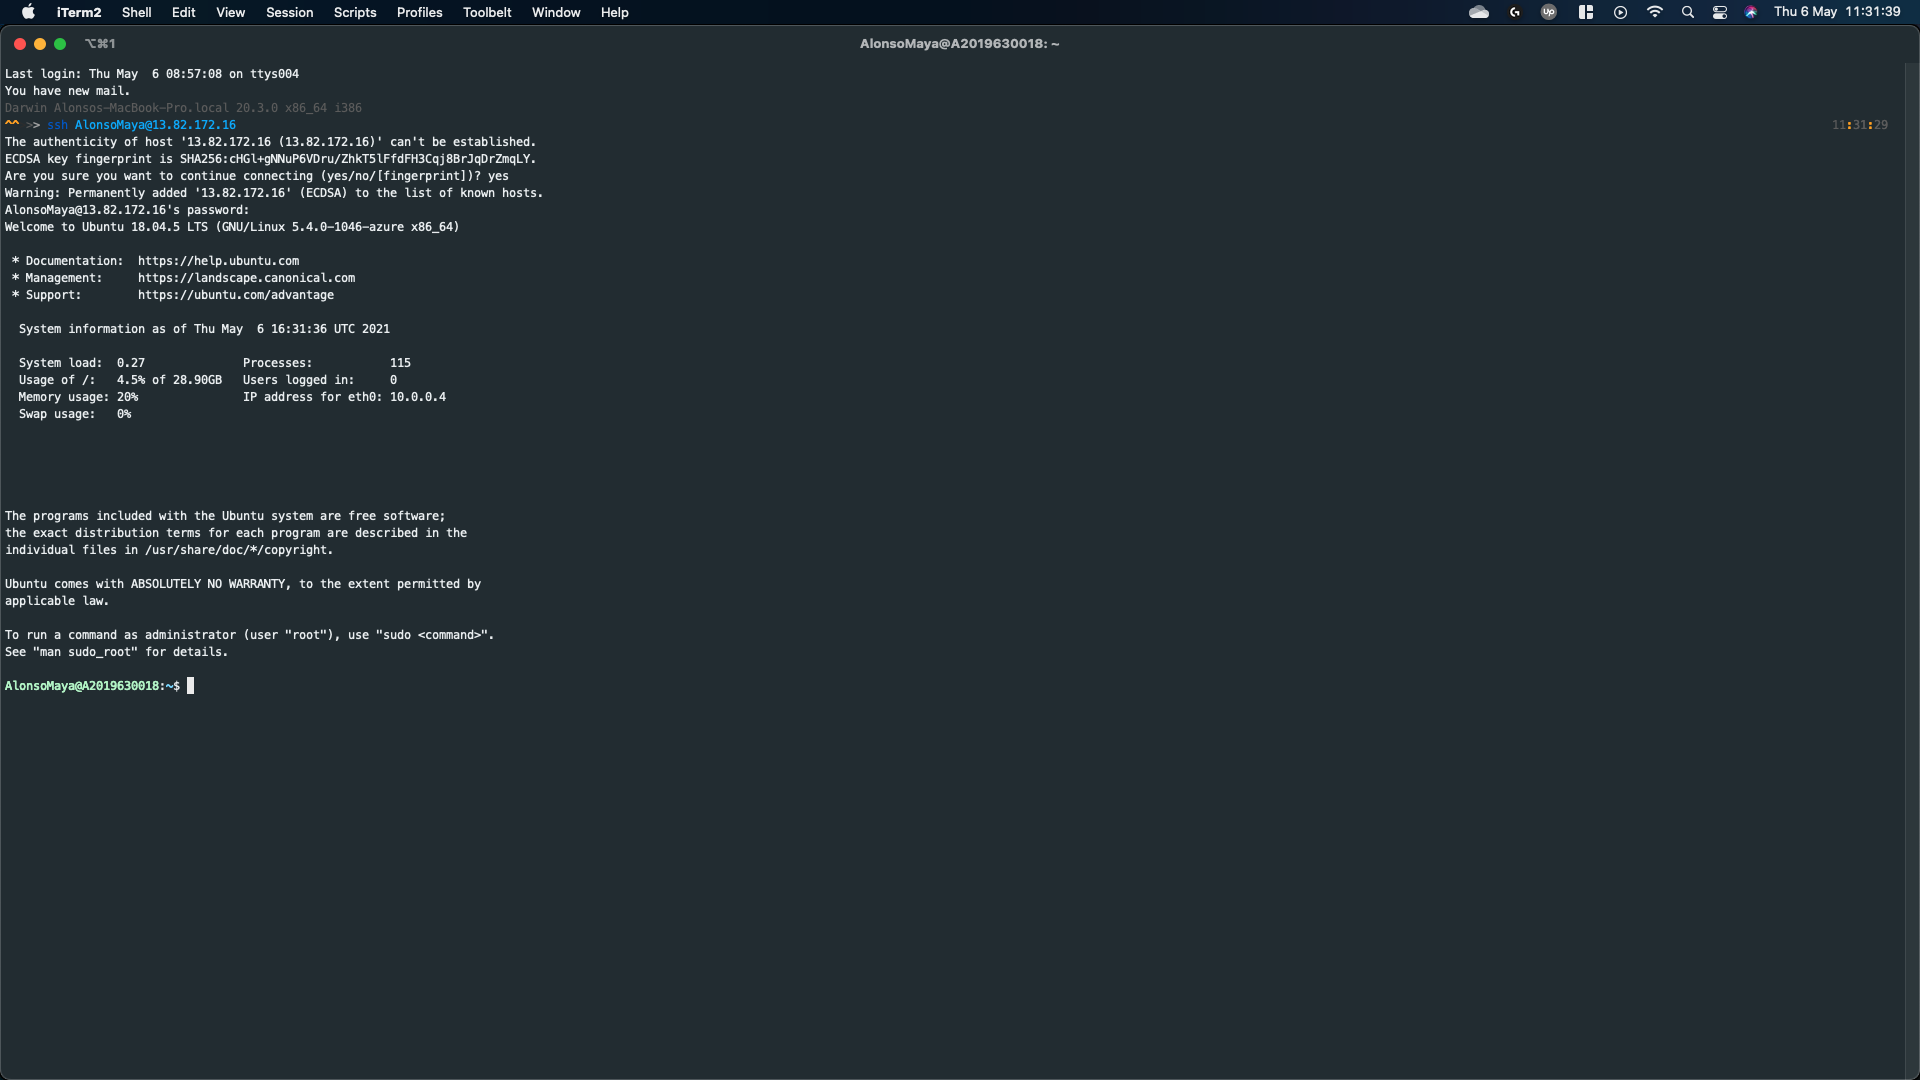 iTerm2 Shell Edit View Session Scripts Profiles Toolbelt Window Help Thu 6 May 11:31:39
⌥⌘1 AlonsoMaya@A2019630018: ~
Last login: Thu May  6 08:57:08 on ttys004
You have new mail.
Darwin Alonsos-MacBook-Pro.local 20.3.0 x86_64 i386
^^ >> ssh AlonsoMaya@13.82.172.16 11:31:29
The authenticity of host '13.82.172.16 (13.82.172.16)' can't be established.
ECDSA key fingerprint is SHA256:cHGl+gNNuP6VDru/ZhkT5lFfdFH3Cqj8BrJqDrZmqLY.
Are you sure you want to continue connecting (yes/no/[fingerprint])? yes
Warning: Permanently added '13.82.172.16' (ECDSA) to the list of known hosts.
AlonsoMaya@13.82.172.16's password:
Welcome to Ubuntu 18.04.5 LTS (GNU/Linux 5.4.0-1046-azure x86_64)
* Documentation:  https://help.ubuntu.com
* Management:     https://landscape.canonical.com
* Support:        https://ubuntu.com/advantage
System information as of Thu May  6 16:31:36 UTC 2021
System load:  0.27              Processes:           115
Usage of /:   4.5% of 28.90GB   Users logged in:     0
Memory usage: 20%               IP address for eth0: 10.0.0.4
Swap usage:   0%
The programs included with the Ubuntu system are free software;
the exact distribution terms for each program are described in the
individual files in /usr/share/doc/*/copyright.
Ubuntu comes with ABSOLUTELY NO WARRANTY, to the extent permitted by
applicable law.
To run a command as administrator (user "root"), use "sudo <command>".
See "man sudo_root" for details.
AlonsoMaya@A2019630018:~$